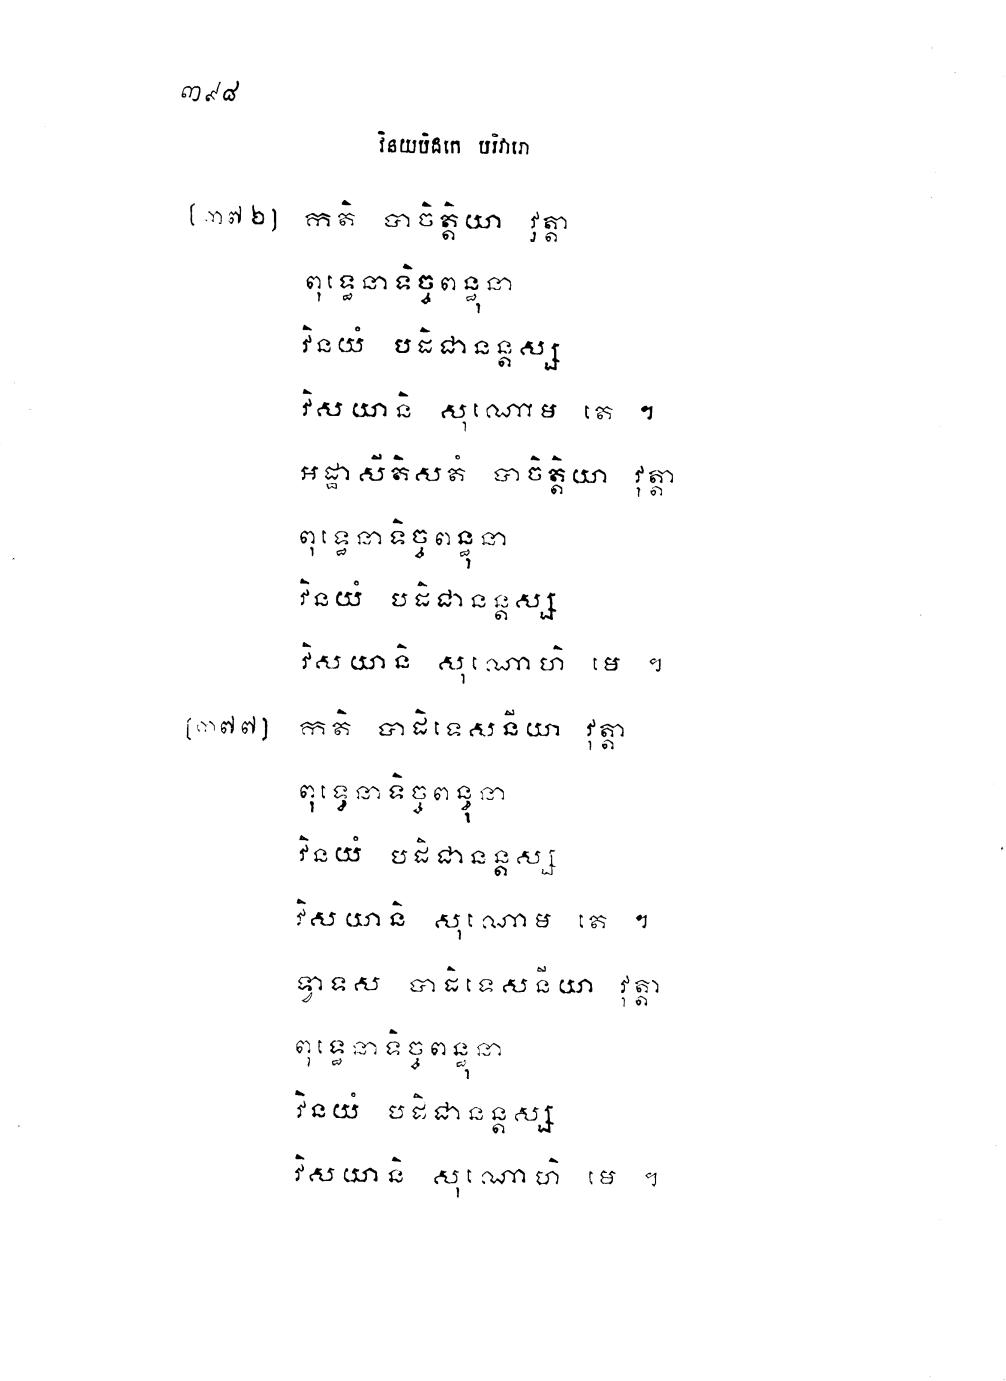 ៣៩៨
វិនយបិដកេ បរិវារោ
(៣៧៦) កតិ បាចិត្តិយា វុត្តា
ពុទ្ធេនាទិច្ចពន្ធុនា
វិនយំ បដិជានន្តស្ស
វិសយានិ សុណោម តេ ។
អដ្ឋាសីតិសតំ បាចិត្តិយា វុត្តា
ពុទ្ធេនាទិច្ចពន្ធុនា
វិនយំ បដិជានន្តស្ស
វិសយានិ សុណោហិ មេ ។
(៣៧៧) កតិ បាដិទេសនីយា វុត្តា
ពុទ្ធេនាទិច្ចពន្ធុនា
វិនយំ បដិជានន្តស្ស
វិសយានិ សុណោម តេ ។
ទ្វាទស បាដិទេសនីយា វុត្តា
ពុទ្ធេនាទិច្ចពន្ធុនា
វិនយំ បដិជានន្តស្ស
វិសយានិ សុណោហិ មេ ។